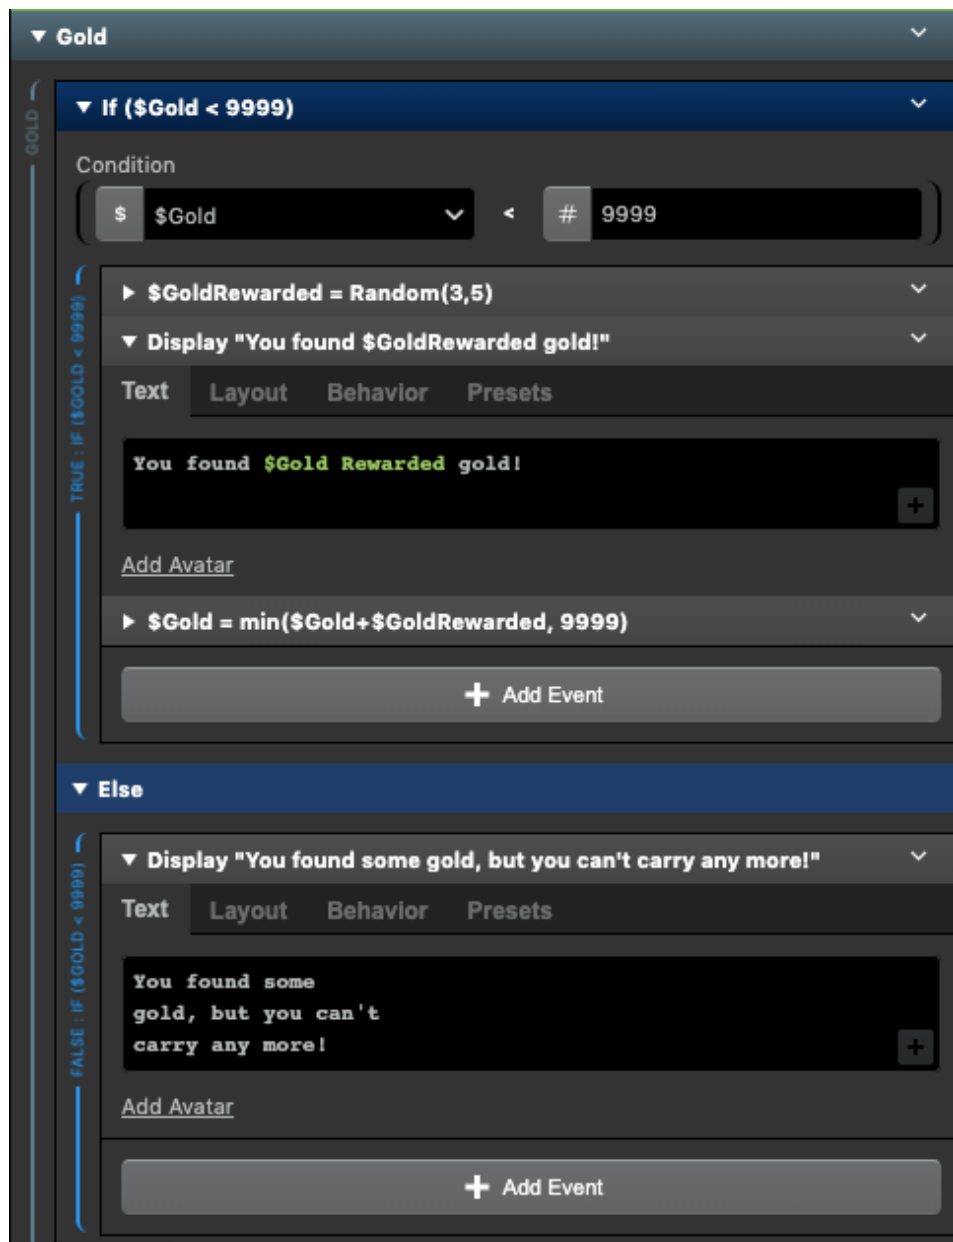 Gold
GOLD
If ($Gold < 9999)
Condition
$ $Gold < # 9999
TRUE : IF ($GOLD < 9999)
$GoldRewarded = Random(3,5)
Display "You found $GoldRewarded gold!"
Text Layout Behavior Presets
You found $Gold Rewarded gold!
+
Add Avatar
$Gold = min($Gold+$GoldRewarded, 9999)
+ Add Event
Else
FALSE : IF ($GOLD < 9999)
Display "You found some gold, but you can't carry any more!"
Text Layout Behavior Presets
You found some
gold, but you can't
carry any more!
+
Add Avatar
+ Add Event